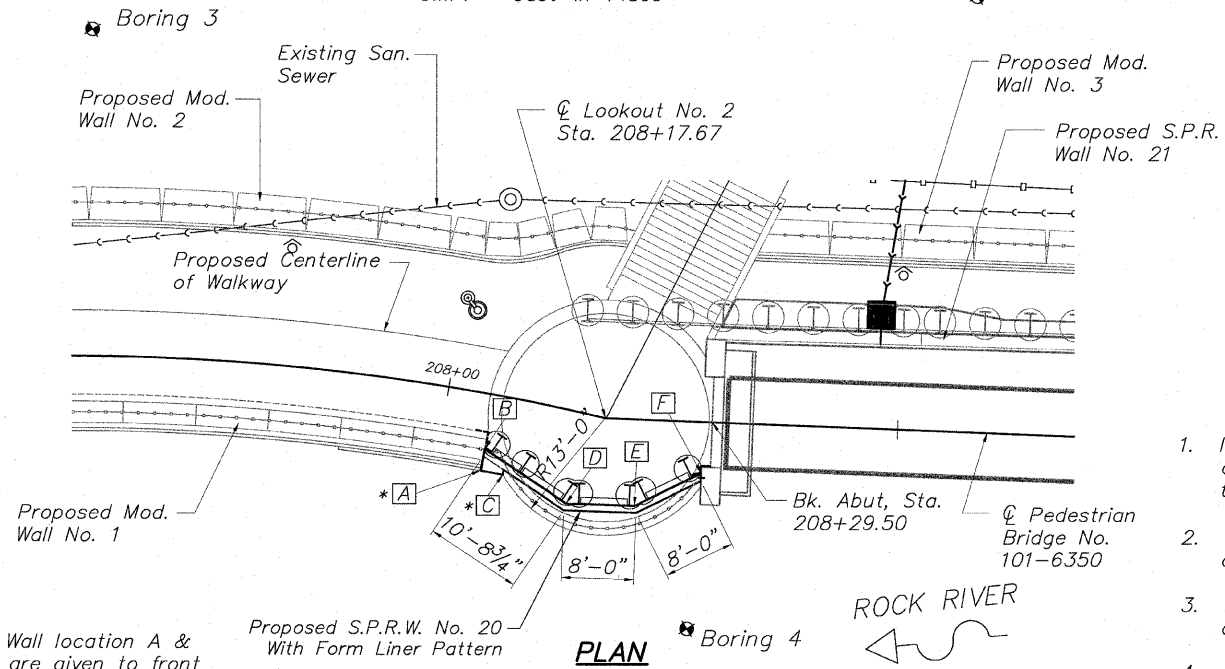 Boring 3
Existing San.
Sewer
Proposed Mod.
Wall No. 2
℄ Lookout No. 2
Sta. 208+17.67
Proposed Mod.
Wall No. 3
Proposed S.P.R.
Wall No. 21
Proposed Centerline
of Walkway
208+00
B
F
R13'-0"
D
E
* A
* C
10'-8¾"
8'-0"
8'-0"
Bk. Abut, Sta.
208+29.50
℄ Pedestrian
Bridge No.
101-6350
Proposed Mod.
Wall No. 1
1.
2.
3.
ROCK RIVER
Wall location A &
are given to front
Proposed S.P.R.W. No. 20
With Form Liner Pattern
PLAN
Boring 4